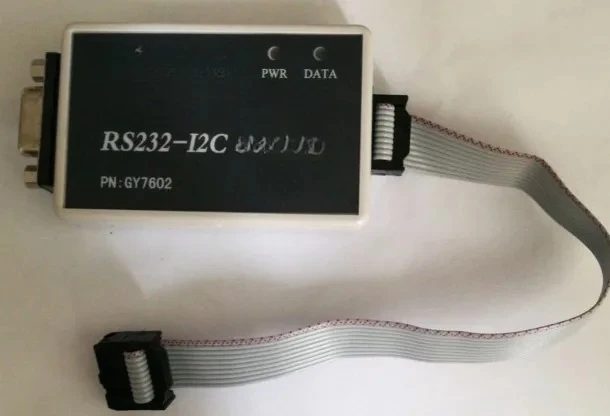 PWR DATA
RS232-I2C
PN:GY7602